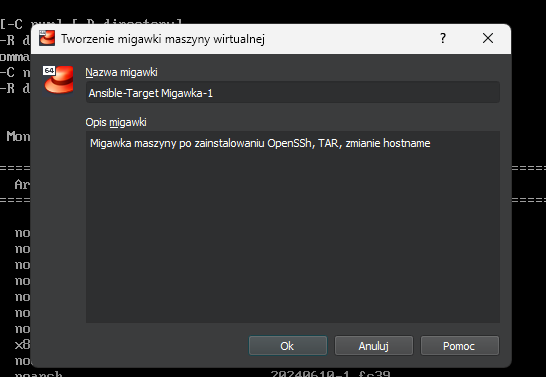 [-C num] [-R directory]
-R d
omma
-C n
-R d
Tworzenie migawki maszyny wirtualnej
?
64
Nazwa migawki
Ansible-Target Migawka-1
Opis migawki
Migawka maszyny po zainstalowaniu OpenSSh, TAR, zmianie hostname
Mon
Ar
no
no
no
no
no
no
no
x8
no
Ok Anuluj Pomoc
noarch 20240610-1.fc39